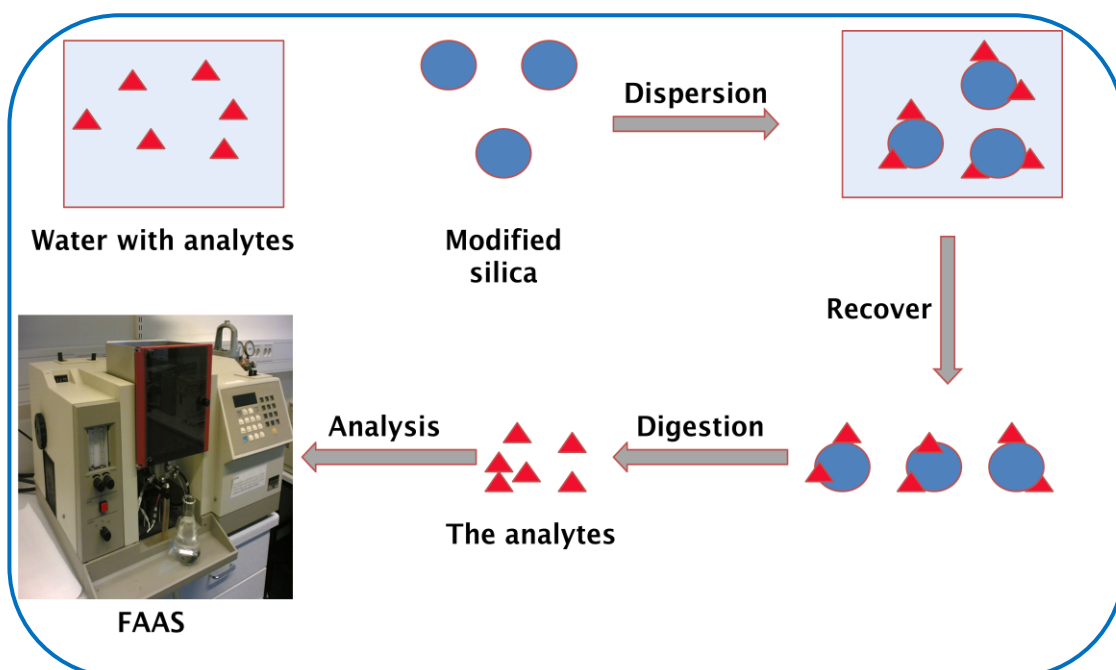 Dispersion
Water with analytes
Modified
silica
Recover
Analysis
Digestion
The analytes
FAAS